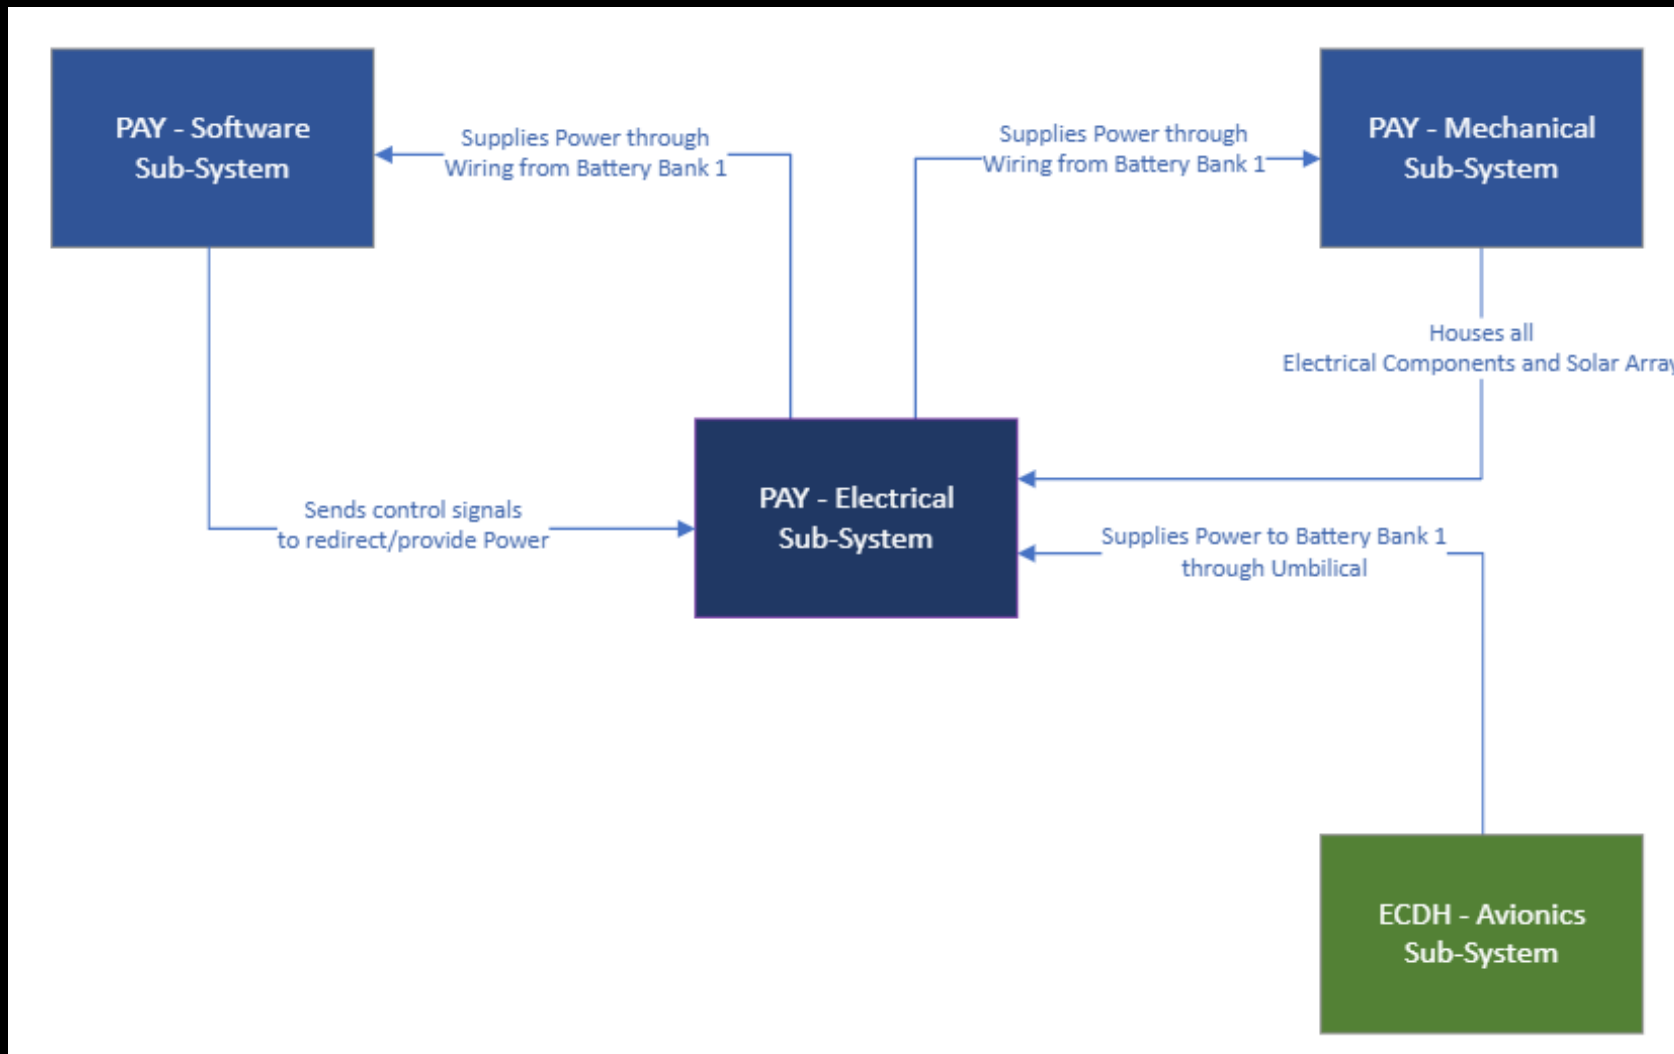 PAY - Software
Sub-System
Supplies Power through
Wiring from Battery Bank 1
Supplies Power through
Wiring from Battery Bank 1
PAY - Mechanical
Sub-System
Houses all
Electrical Components and Solar Array
Sends control signals
to redirect/provide Power
PAY - Electrical
Sub-System
Supplies Power to Battery Bank 1
through Umbilical
ECDH - Avionics
Sub-System